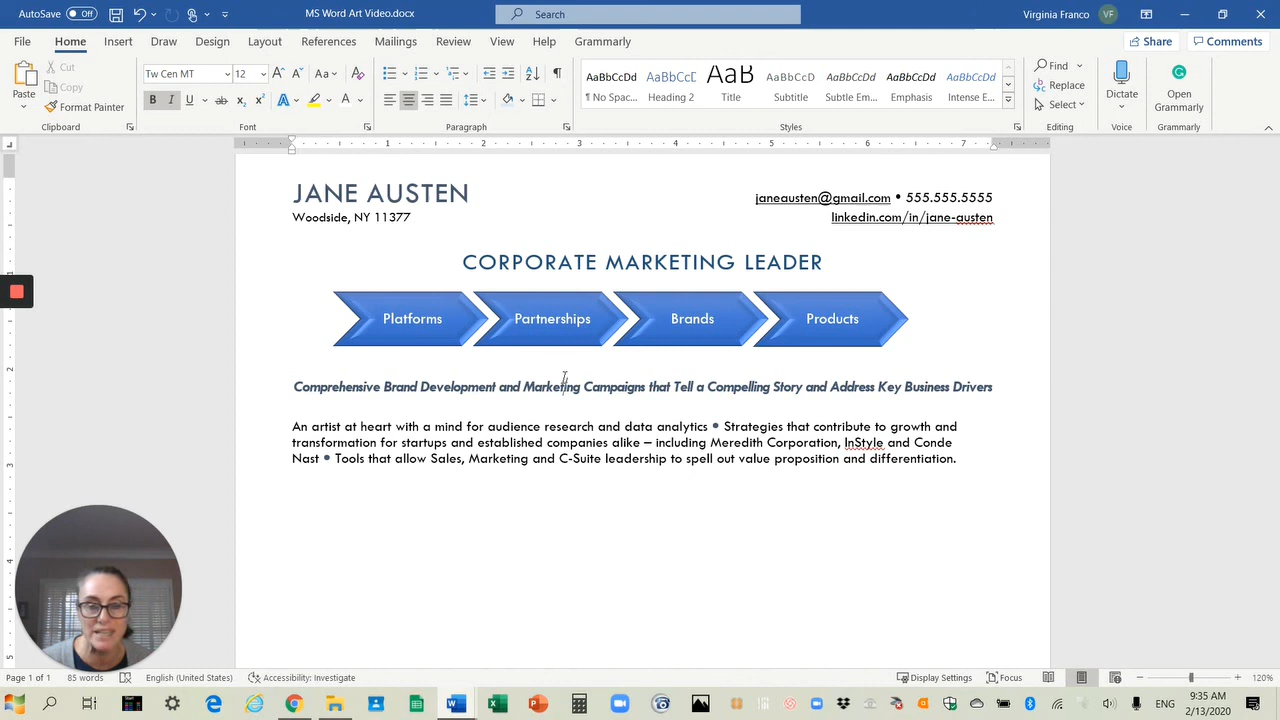 AutoSave Off
MS Word Art.docx
Search
Virginia Franco VF
File Home Insert Draw Design Layout References Mailings Review View Help Grammarly
Share Comments
Paste
Cut
Copy
Format Painter
Clipboard
Tw Cen MT 12
Font
Paragraph
AaBbCcDd AaBbCcD AaB AaBbCcDd AaBbCcDd AaBbCcDd AaBbCcDd
¶ No Spac... Heading 2 Title Subtitle Subtle Em... Emphasis Intense E...
Styles
Find
Replace
Select
Editing
Dictate
Voice
Open
Grammarly
Grammarly
1 2 3 4 5 6 7
JANE AUSTEN
Woodside, NY 11377
janeausten@gmail.com • 555.555.5555
linkedin.com/in/jane-austen
CORPORATE MARKETING LEADER
Platforms Partnerships Brands Products
Comprehensive Brand Development and Marketing Campaigns that Tell a Compelling Story and Address Key Business Drivers
An artist at heart with a mind for audience research and data analytics • Strategies that contribute to growth and
transformation for startups and established companies alike – including Meredith Corporation, InStyle and Conde
Nast • Tools that allow Sales, Marketing and C-Suite leadership to spell out value proposition and differentiation.
Page 1 of 1 85 words English (United States) Accessibility: Investigate
Display Settings Focus 120%
ENG
9:35 AM
2/13/2020